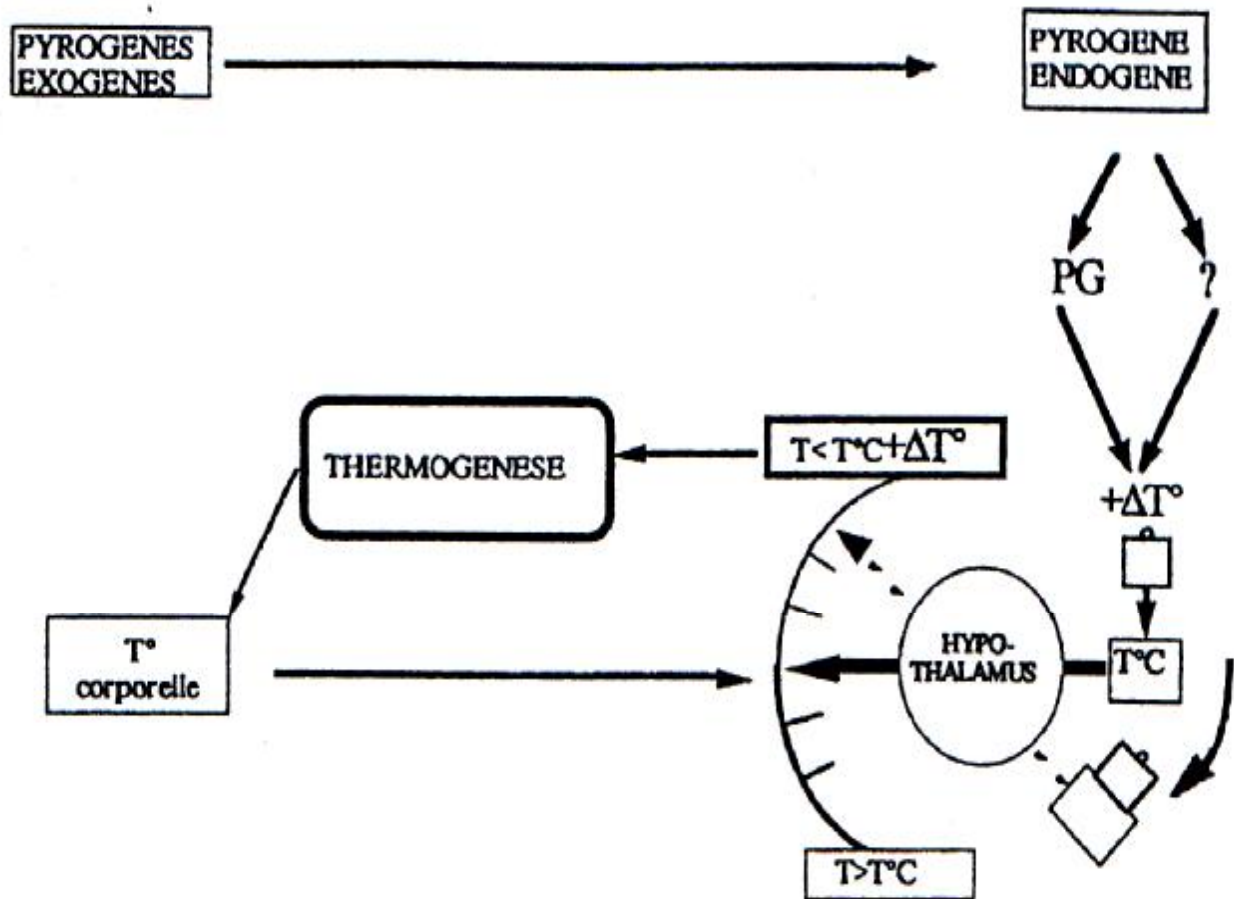 PYROGENES
EXOGENES
PYROGENE
ENDOGENE
PG
?
T< T°C+ΔT°
THERMOGENESE
+ΔT°
HYPO-
THALAMUS
T°C
T°
corporelle
T>T°C